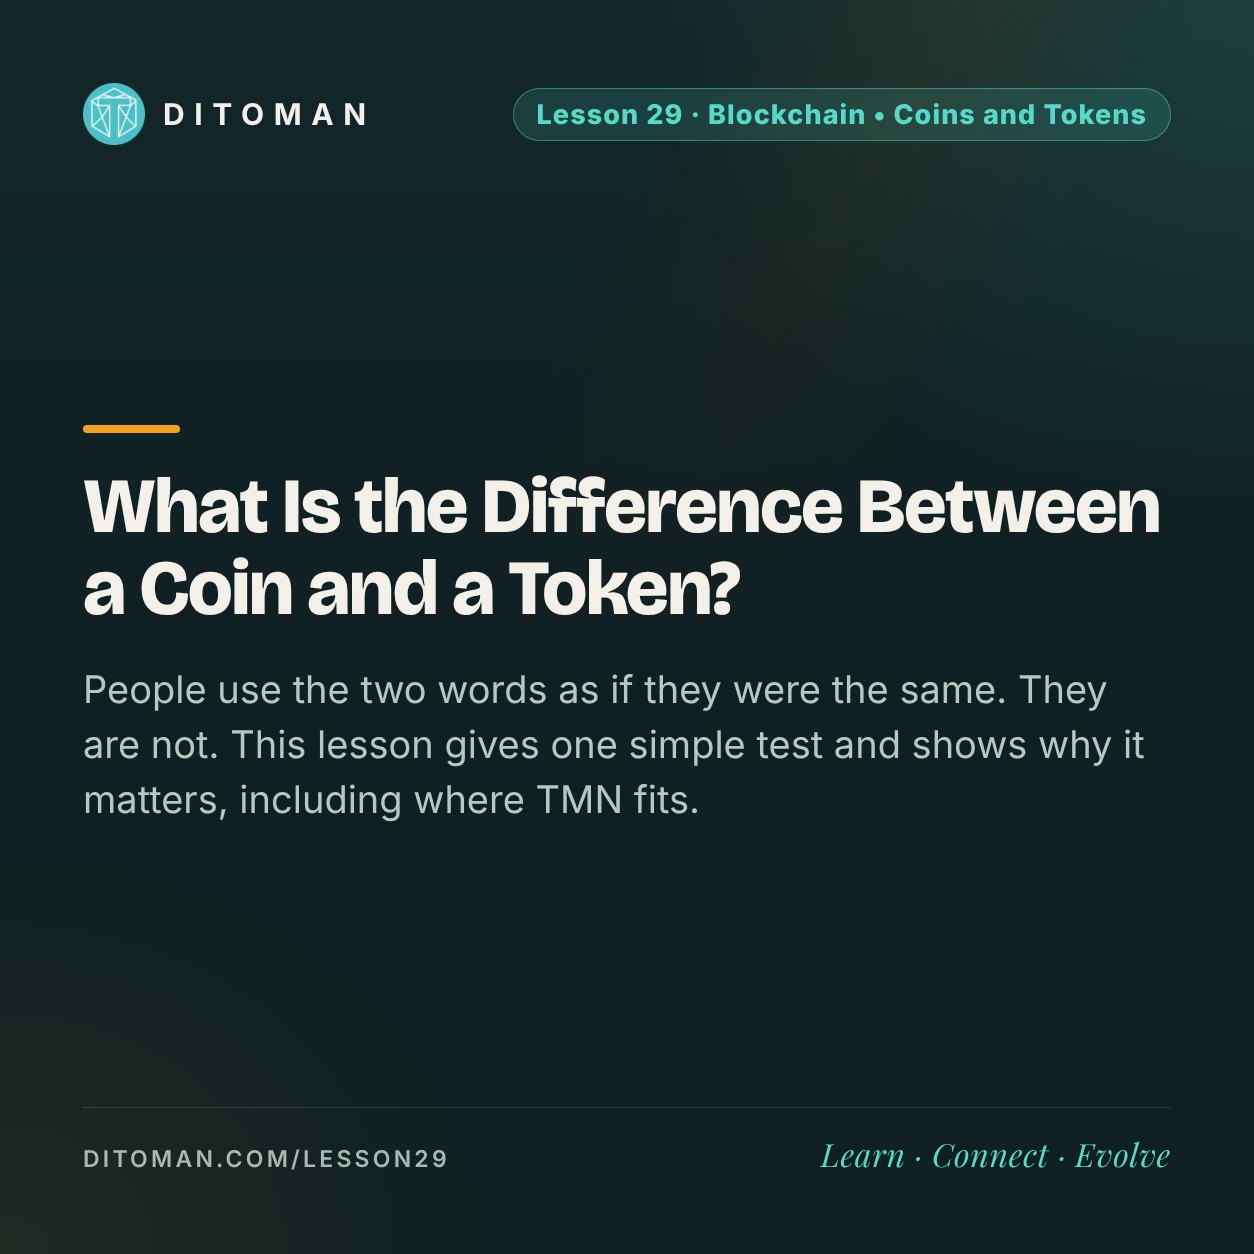 DITOMAN
Lesson 29 · Blockchain • Coins and Tokens
What Is the Difference Between
a Coin and a Token?
People use the two words as if they were the same. They
are not. This lesson gives one simple test and shows why it
matters, including where TMN fits.
DITOMAN.COM/LESSON29
Learn · Connect · Evolve